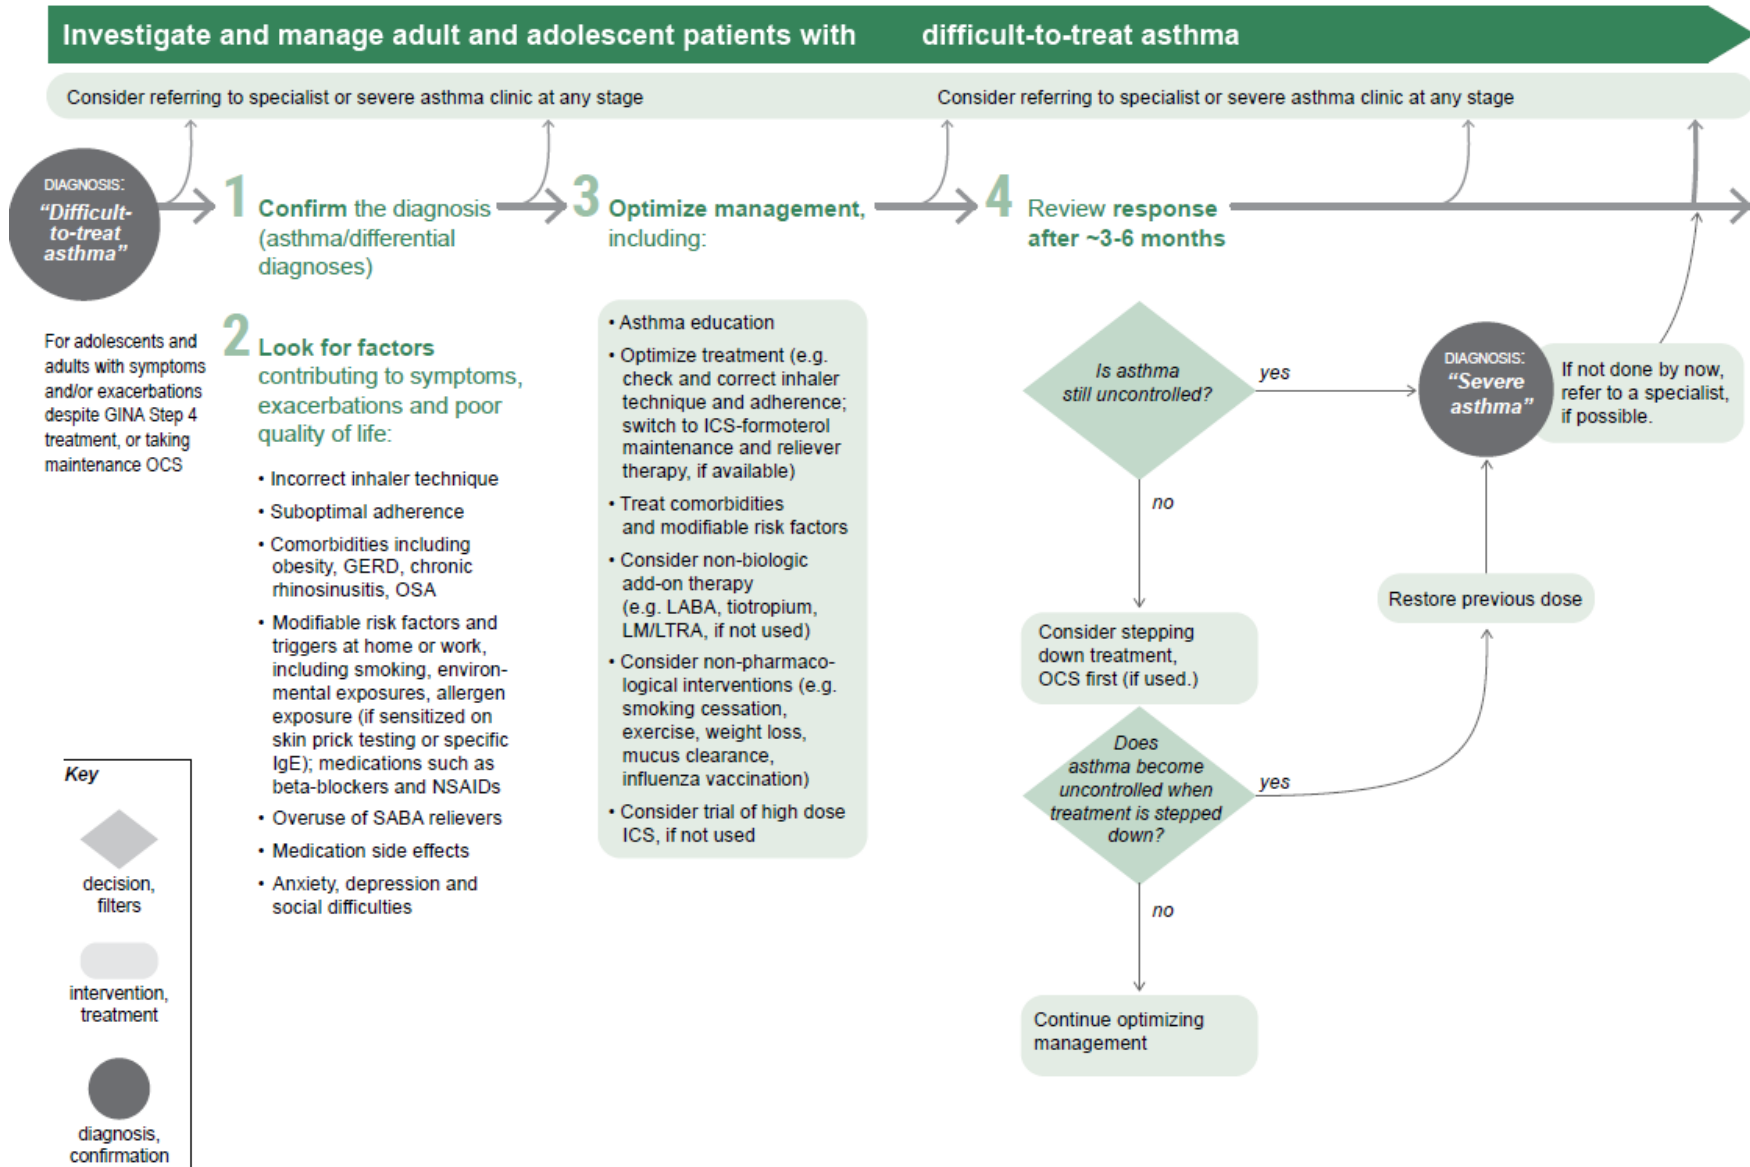 Investigate and manage adult and adolescent patients with difficult-to-treat asthma
Consider referring to specialist or severe asthma clinic at any stage
Consider referring to specialist or severe asthma clinic at any stage
DIAGNOSIS:
“Difficult-
to-treat
asthma”
For adolescents and
adults with symptoms
and/or exacerbations
despite GINA Step 4
treatment, or taking
maintenance OCS
1 Confirm the diagnosis
(asthma/differential
diagnoses)
2 Look for factors
contributing to symptoms,
exacerbations and poor
quality of life:
• Incorrect inhaler technique
• Suboptimal adherence
• Comorbidities including
obesity, GERD, chronic
rhinosinusitis, OSA
• Modifiable risk factors and
triggers at home or work,
including smoking, environ-
mental exposures, allergen
exposure (if sensitized on
skin prick testing or specific
IgE); medications such as
beta-blockers and NSAIDs
• Overuse of SABA relievers
• Medication side effects
• Anxiety, depression and
social difficulties
3 Optimize management,
including:
• Asthma education
• Optimize treatment (e.g.
check and correct inhaler
technique and adherence;
switch to ICS-formoterol
maintenance and reliever
therapy, if available)
• Treat comorbidities
and modifiable risk factors
• Consider non-biologic
add-on therapy
(e.g. LABA, tiotropium,
LM/LTRA, if not used)
• Consider non-pharmaco-
logical interventions (e.g.
smoking cessation,
exercise, weight loss,
mucus clearance,
influenza vaccination)
• Consider trial of high dose
ICS, if not used
4 Review response
after ~3-6 months
Is asthma
still uncontrolled?
yes
DIAGNOSIS:
“Severe
asthma”
If not done by now,
refer to a specialist,
if possible.
no
Restore previous dose
Consider stepping
down treatment,
OCS first (if used.)
Does
asthma become
uncontrolled when
treatment is stepped
down?
yes
no
Continue optimizing
management
Key
decision,
filters
intervention,
treatment
diagnosis,
confirmation